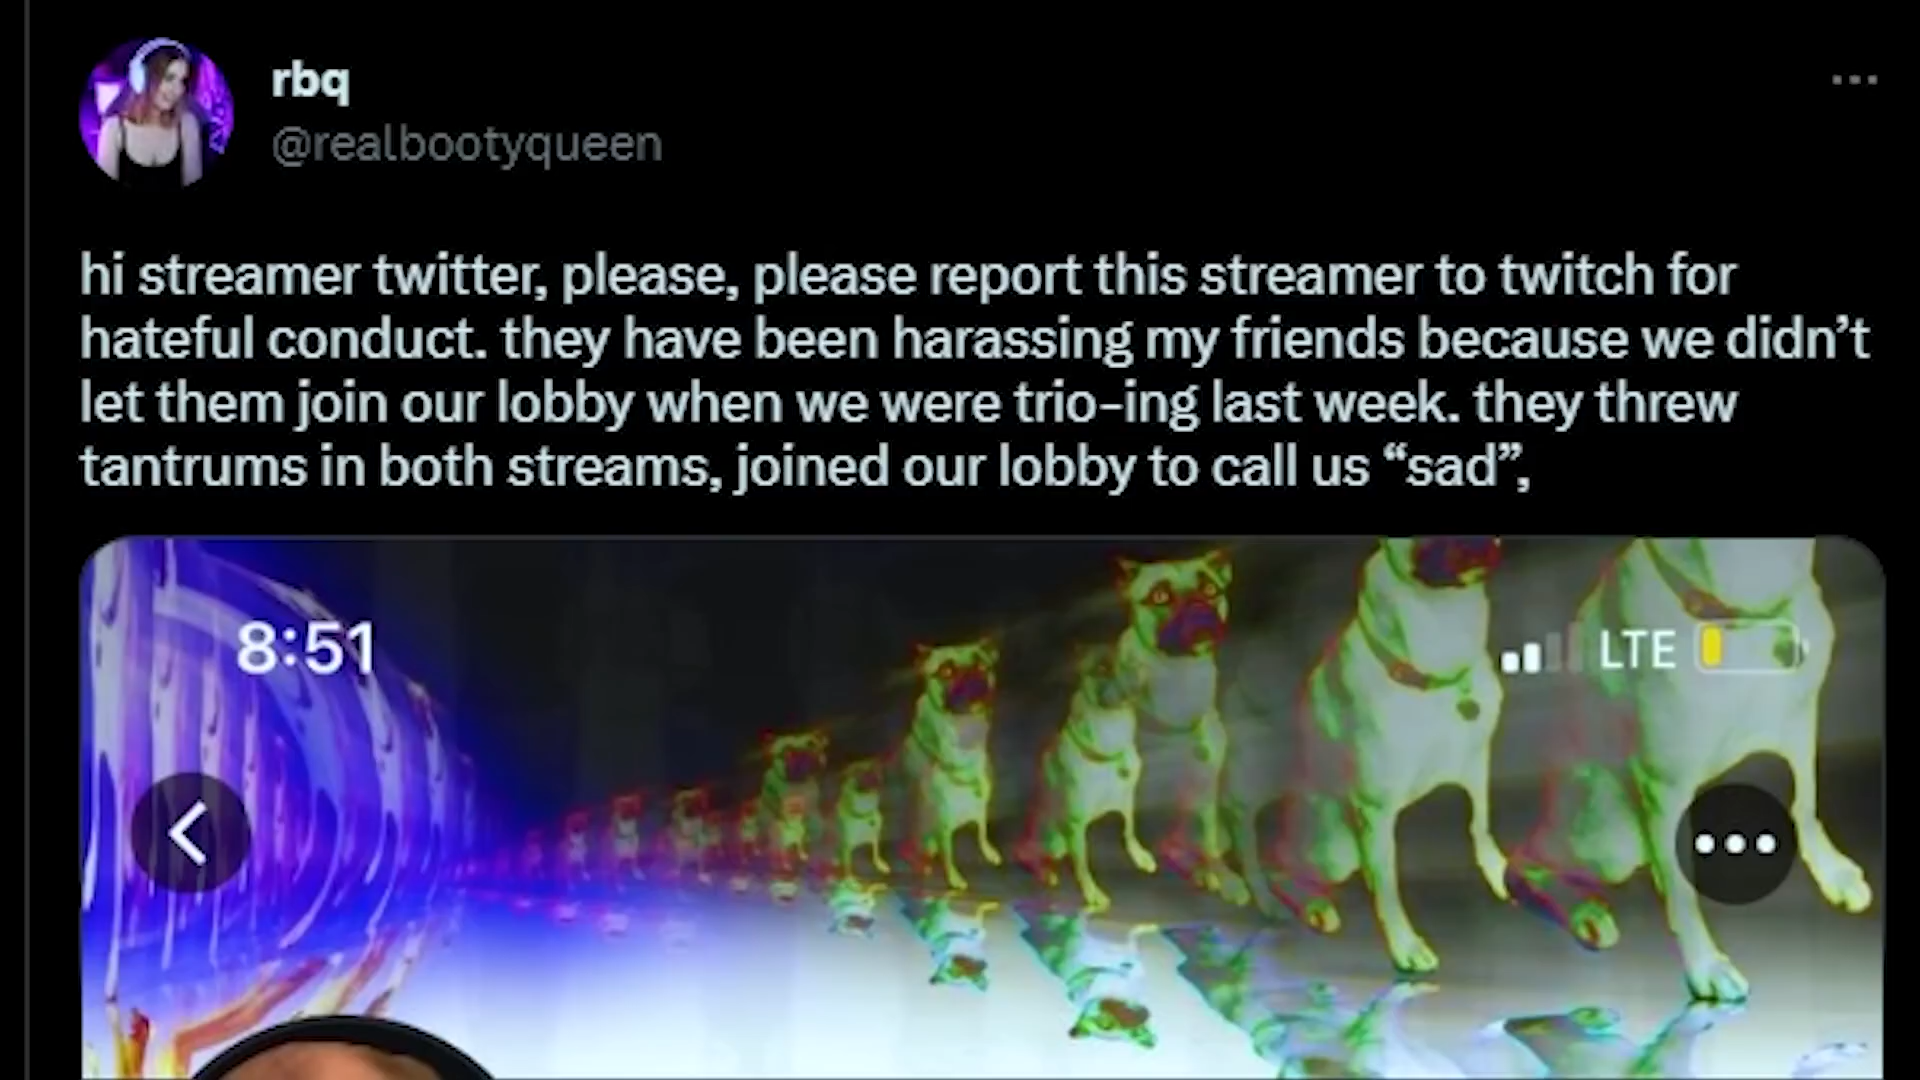 rbq
@realbootyqueen
hi streamer twitter, please, please report this streamer to twitch for
hateful conduct. they have been harassing my friends because we didn’t
let them join our lobby when we were trio-ing last week. they threw
tantrums in both streams, joined our lobby to call us “sad”,
8:51
LTE